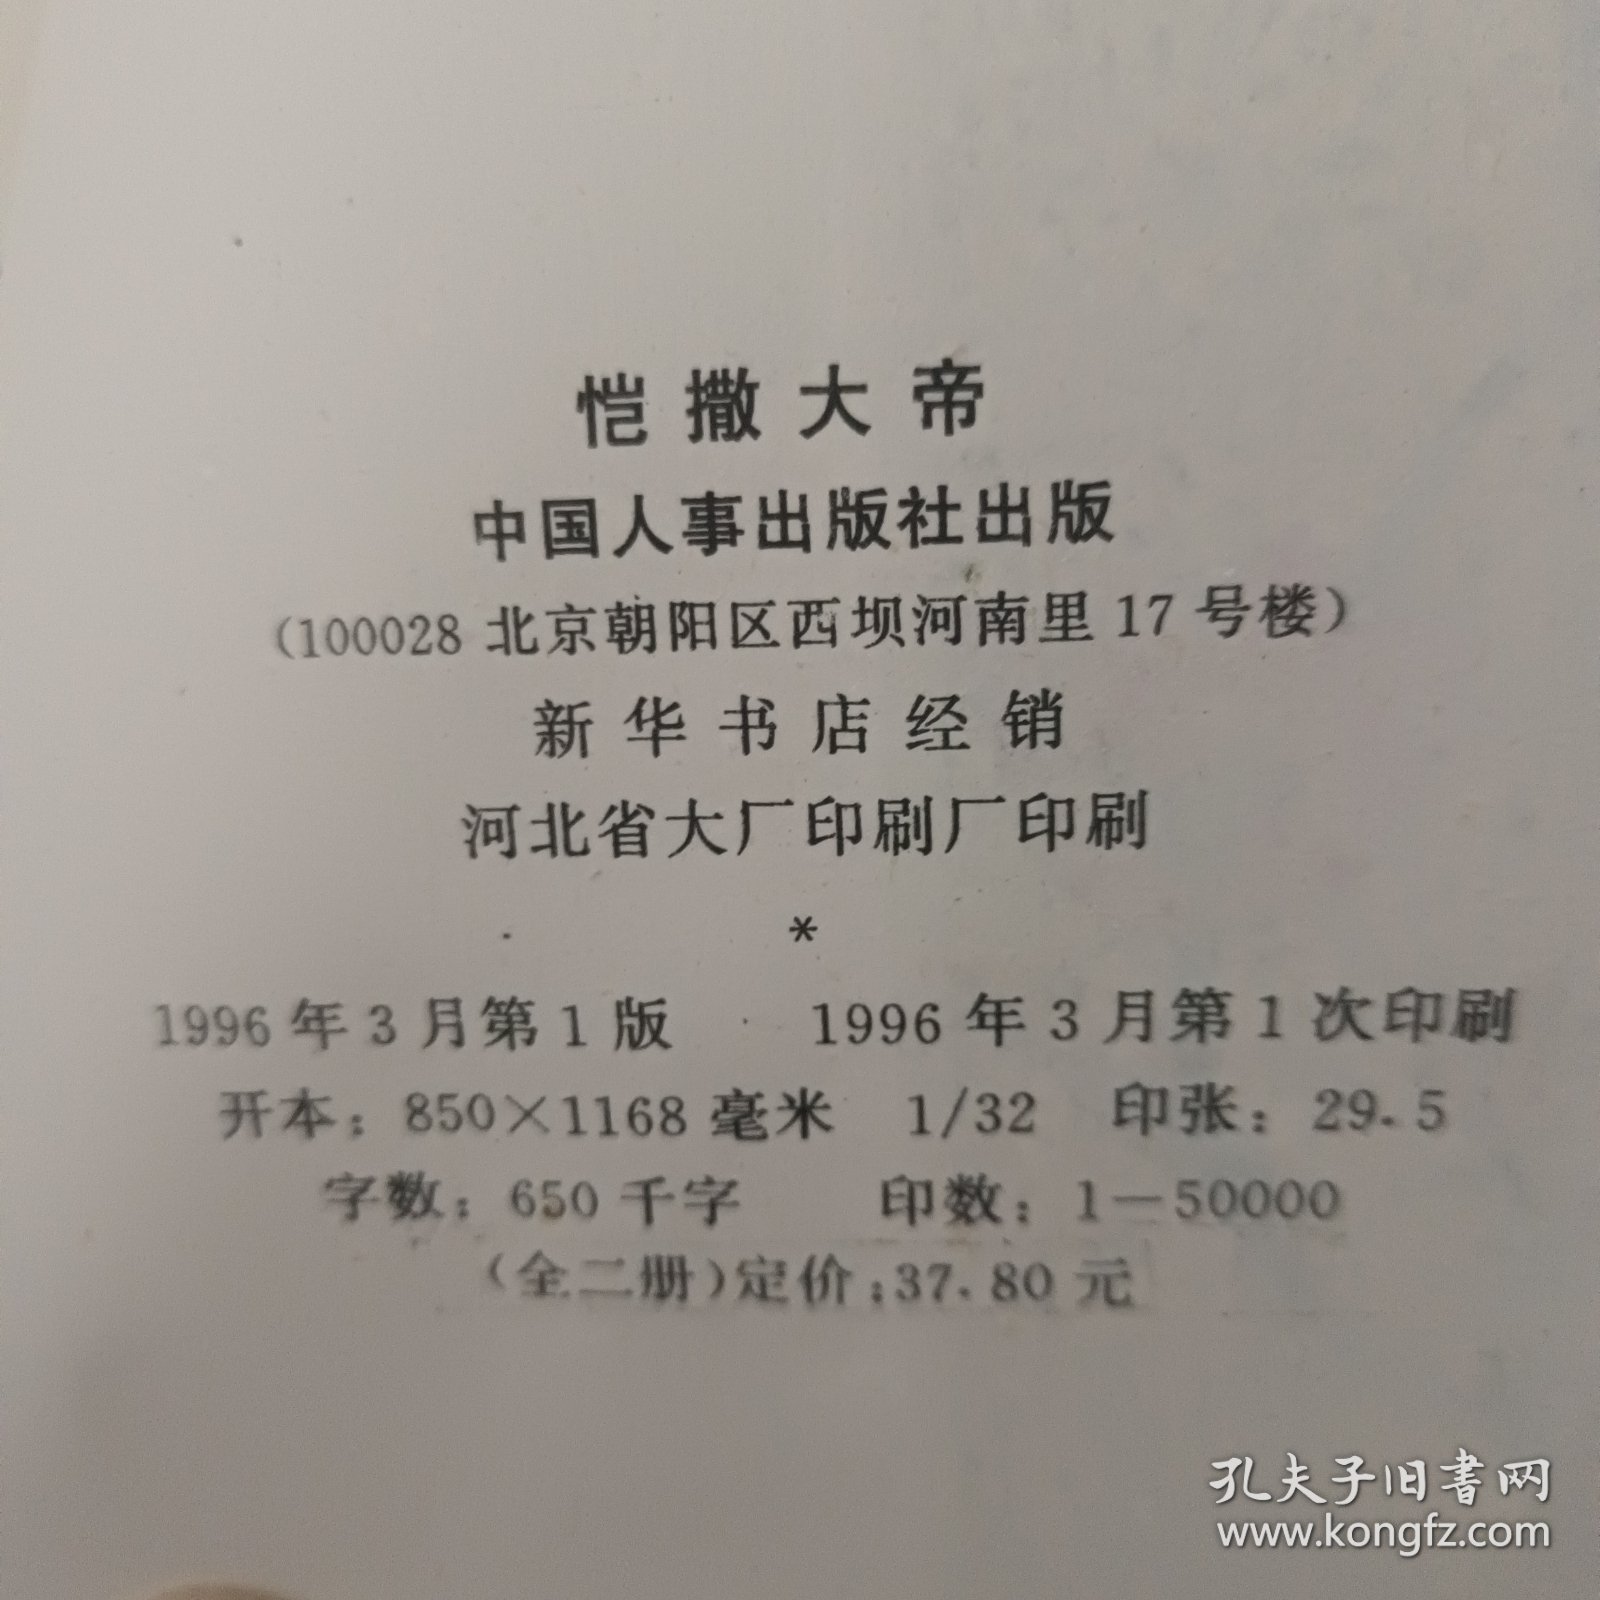 恺撒大帝
中国人事出版社出版
(100028 北京朝阳区西坝河南里 17 号楼)
新华书店经销
河北省大厂印刷厂印刷
*
1996 年 3 月第 1 版 1996 年 3 月第 1 次印刷
开本: 850×1168 毫米 1/32 印张: 29.5
字数: 650 千字 印数: 1—50000
(全二册)定价:37.80 元
孔夫子旧书网
www.kongfz.com